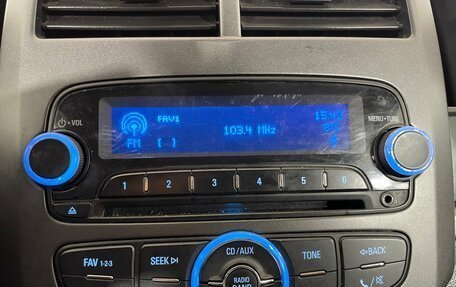 FAV1
103.4 MHz
FM [ ]
VOL
MENU•TUNE
1 2 3 4 5 6
FAV 1-2-3
SEEK
CD/AUX
TONE
BACK
RADIO
BAND